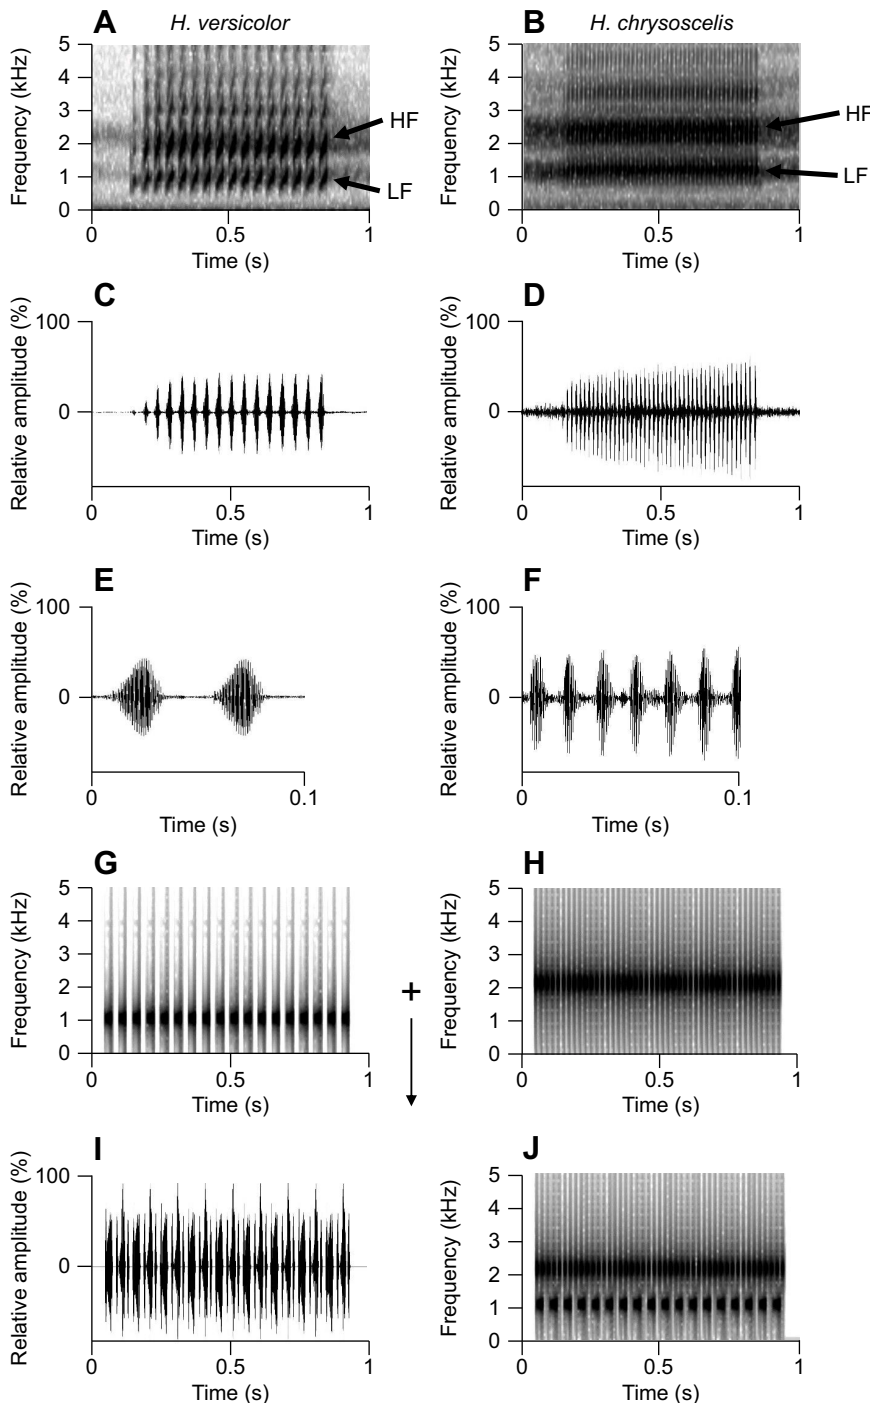 A H. versicolor
Frequency (kHz)
5
4
3
2
1
0
HF
LF
0 0.5 1
Time (s)
B H. chrysoscelis
Frequency (kHz)
5
4
3
2
1
0
HF
LF
0 0.5 1
Time (s)
C
Relative amplitude (%)
100
0
0 0.5 1
Time (s)
D
Relative amplitude (%)
100
0
0 0.5 1
Time (s)
E
Relative amplitude (%)
100
0
0 0.1
Time (s)
F
Relative amplitude (%)
100
0
0 0.1
Time (s)
G
Frequency (kHz)
5
4
3
2
1
0
0 0.5 1
Time (s)
+
H
Frequency (kHz)
5
4
3
2
1
0
0 0.5 1
Time (s)
I
Relative amplitude (%)
100
0
0 0.5 1
Time (s)
J
Frequency (kHz)
5
4
3
2
1
0
0 0.5 1
Time (s)